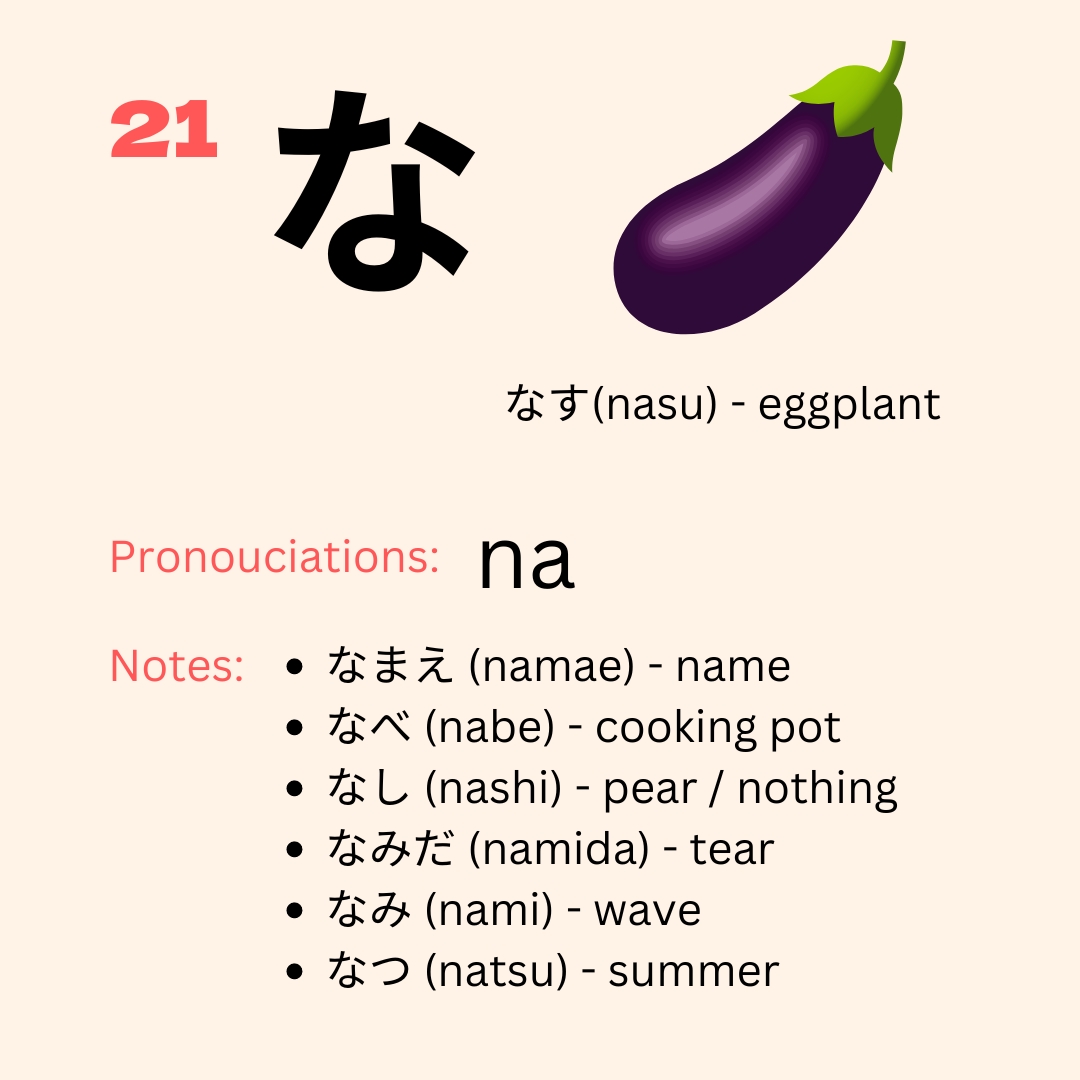 21 な
なす(nasu) - eggplant
Pronouciations: na
Notes: • なまえ (namae) - name
• なべ (nabe) - cooking pot
• なし (nashi) - pear / nothing
• なみだ (namida) - tear
• なみ (nami) - wave
• なつ (natsu) - summer